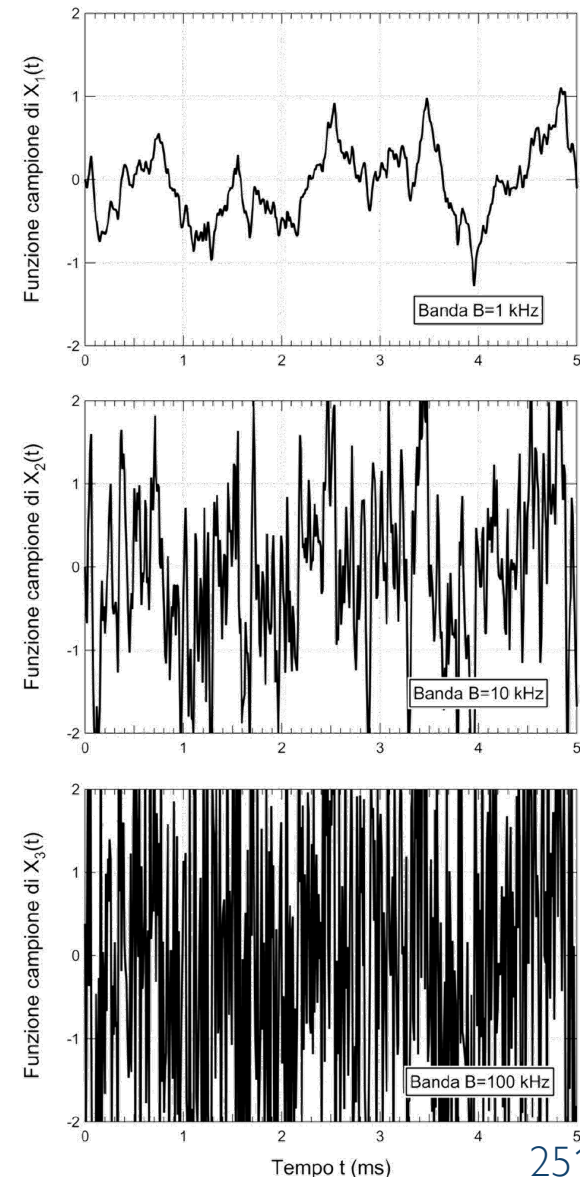 Funzione campione di X₁(t)
2
1
0
-1
-2
Banda B=1 kHz
0 1 2 3 4 5
Funzione campione di X₂(t)
2
1
0
-1
-2
Banda B=10 kHz
0 1 2 3 4 5
Funzione campione di X₃(t)
2
1
0
-1
-2
Banda B=100 kHz
0 1 2 3 4 5
Tempo t (ms)
251